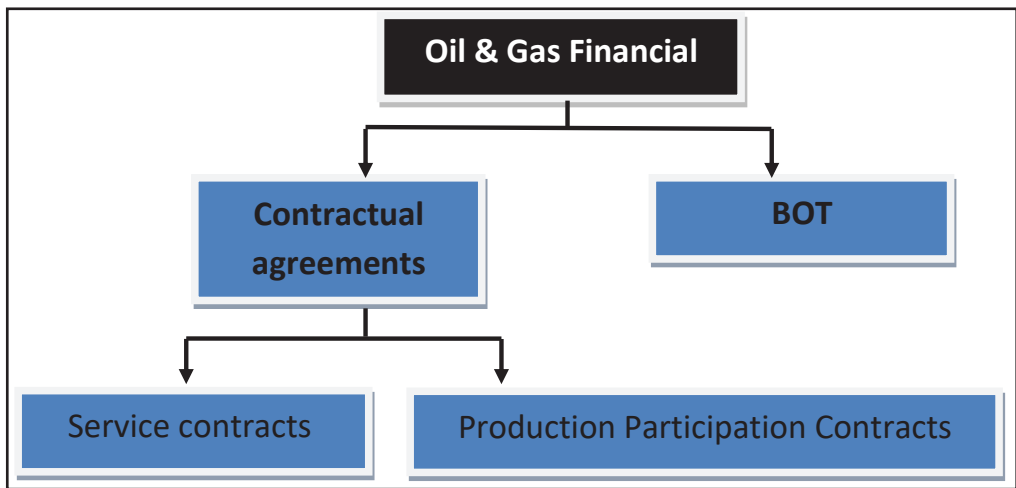 Oil & Gas Financial
Contractual
agreements
BOT
Service contracts
Production Participation Contracts